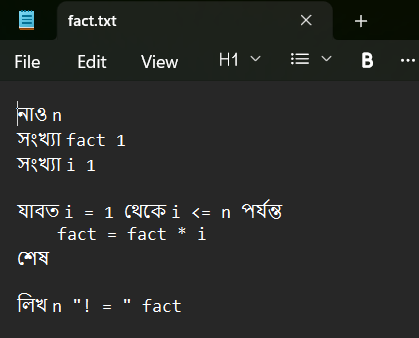 fact.txt
File Edit View H1 B
নাও n
সংখ্যা fact 1
সংখ্যা i 1
যাবত i = 1 থেকে i <= n পর্যন্ত
fact = fact * i
শেষ
লিখ n "! = " fact